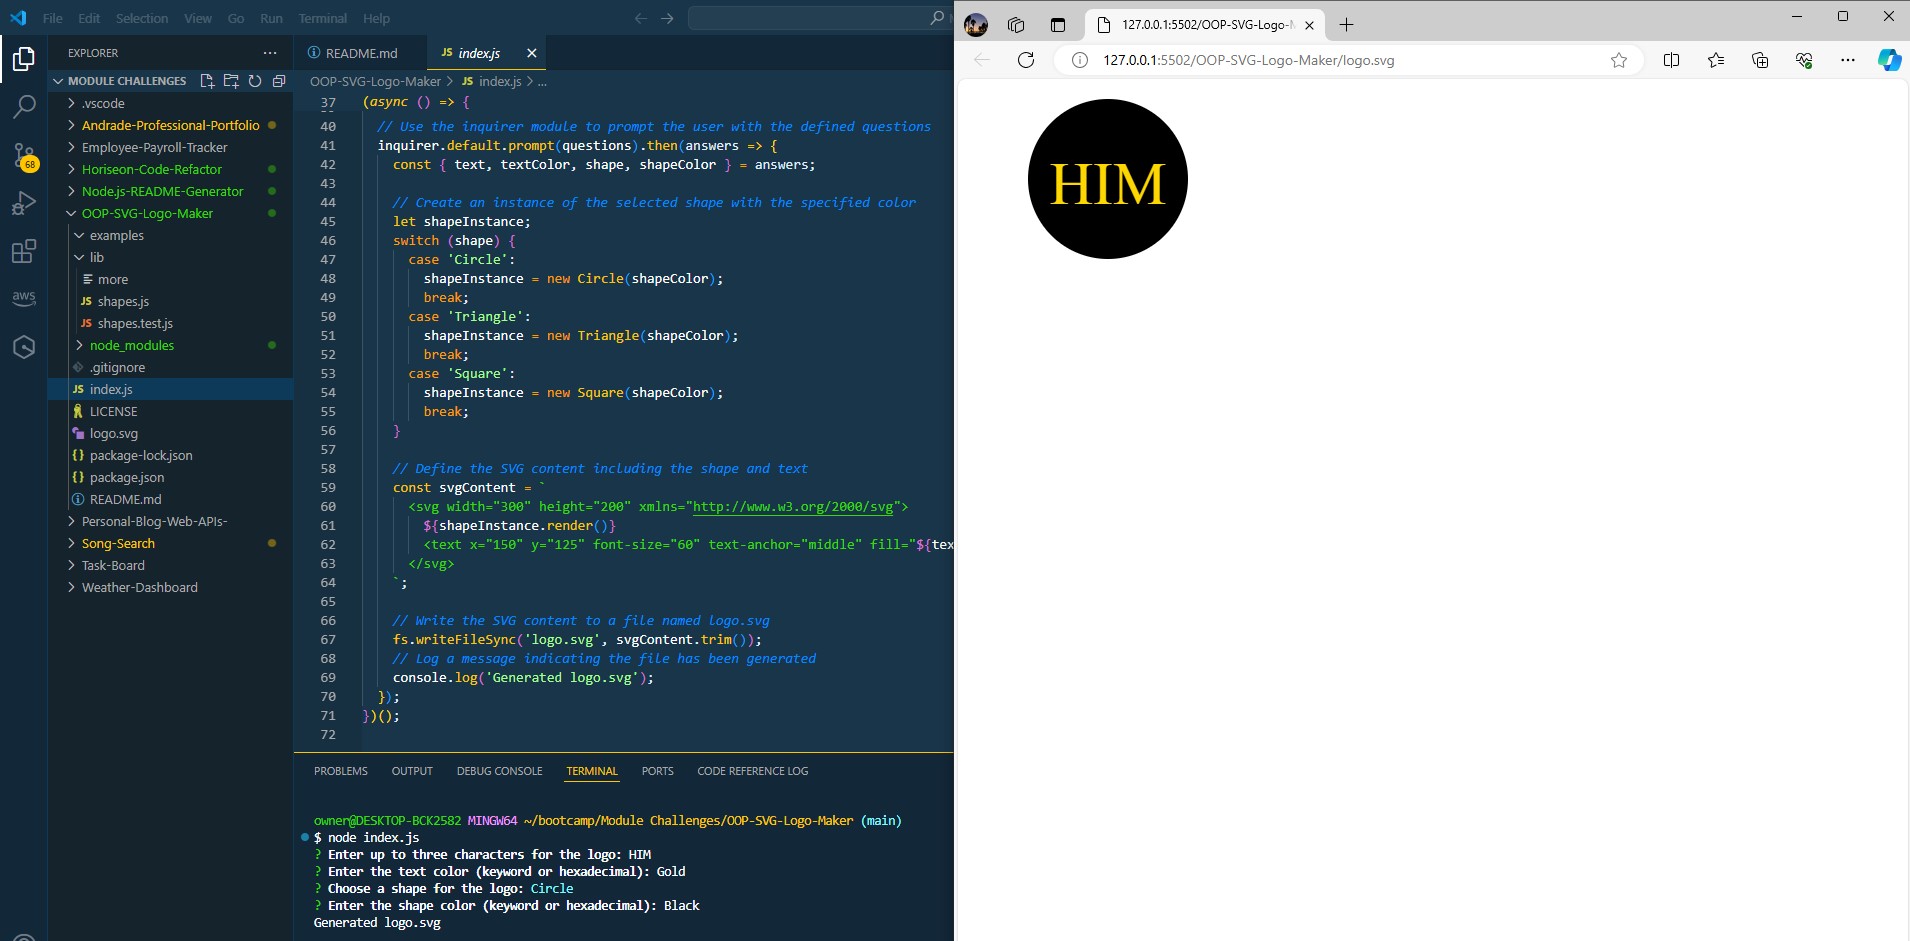 File Edit Selection View Go Run Terminal Help
EXPLORER
MODULE CHALLENGES
.vscode
Andrade-Professional-Portfolio
Employee-Payroll-Tracker
Horiseon-Code-Refactor
Node.js-README-Generator
OOP-SVG-Logo-Maker
examples
lib
more
JS shapes.js
JS shapes.test.js
node_modules
.gitignore
JS index.js
LICENSE
logo.svg
{} package-lock.json
{} package.json
README.md
Personal-Blog-Web-APIs-
Song-Search
Task-Board
Weather-Dashboard
68
aws
README.md
JS index.js
OOP-SVG-Logo-Maker > JS index.js > ...
37 (async () => {
40 // Use the inquirer module to prompt the user with the defined questions
41 inquirer.default.prompt(questions).then(answers => {
42 const { text, textColor, shape, shapeColor } = answers;
43
44 // Create an instance of the selected shape with the specified color
45 let shapeInstance;
46 switch (shape) {
47 case 'Circle':
48 shapeInstance = new Circle(shapeColor);
49 break;
50 case 'Triangle':
51 shapeInstance = new Triangle(shapeColor);
52 break;
53 case 'Square':
54 shapeInstance = new Square(shapeColor);
55 break;
56 }
57
58 // Define the SVG content including the shape and text
59 const svgContent = `
60 <svg width="300" height="200" xmlns="http://www.w3.org/2000/svg">
61 ${shapeInstance.render()}
62 <text x="150" y="125" font-size="60" text-anchor="middle" fill="${tex
63 </svg>
64 `;
65
66 // Write the SVG content to a file named logo.svg
67 fs.writeFileSync('logo.svg', svgContent.trim());
68 // Log a message indicating the file has been generated
69 console.log('Generated logo.svg');
70 });
71 })();
72
PROBLEMS OUTPUT DEBUG CONSOLE TERMINAL PORTS CODE REFERENCE LOG
owner@DESKTOP-BCK2582 MINGW64 ~/bootcamp/Module Challenges/OOP-SVG-Logo-Maker (main)
$ node index.js
? Enter up to three characters for the logo: HIM
? Enter the text color (keyword or hexadecimal): Gold
? Choose a shape for the logo: Circle
? Enter the shape color (keyword or hexadecimal): Black
Generated logo.svg
127.0.0.1:5502/OOP-SVG-Logo-
127.0.0.1:5502/OOP-SVG-Logo-Maker/logo.svg
HIM